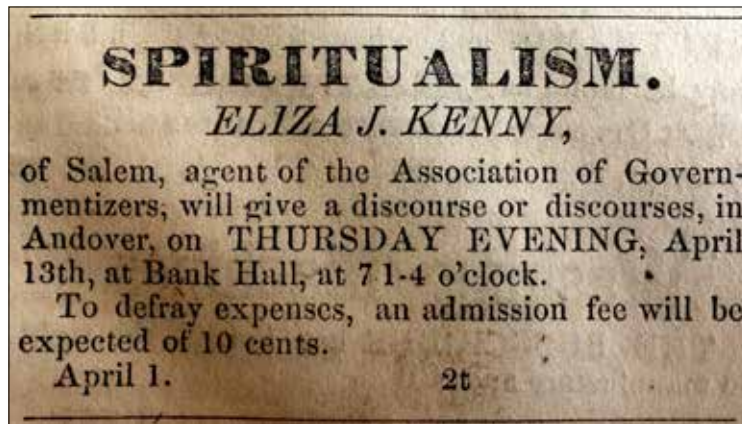 SPIRITUALISM.
ELIZA J. KENNY,
of Salem, agent of the Association of Govern-
mentizers, will give a discourse or discourses, in
Andover, on THURSDAY EVENING, April
13th, at Bank Hall, at 7 1-4 o'clock.
To defray expenses, an admission fee will be
expected of 10 cents.
April 1. 2t